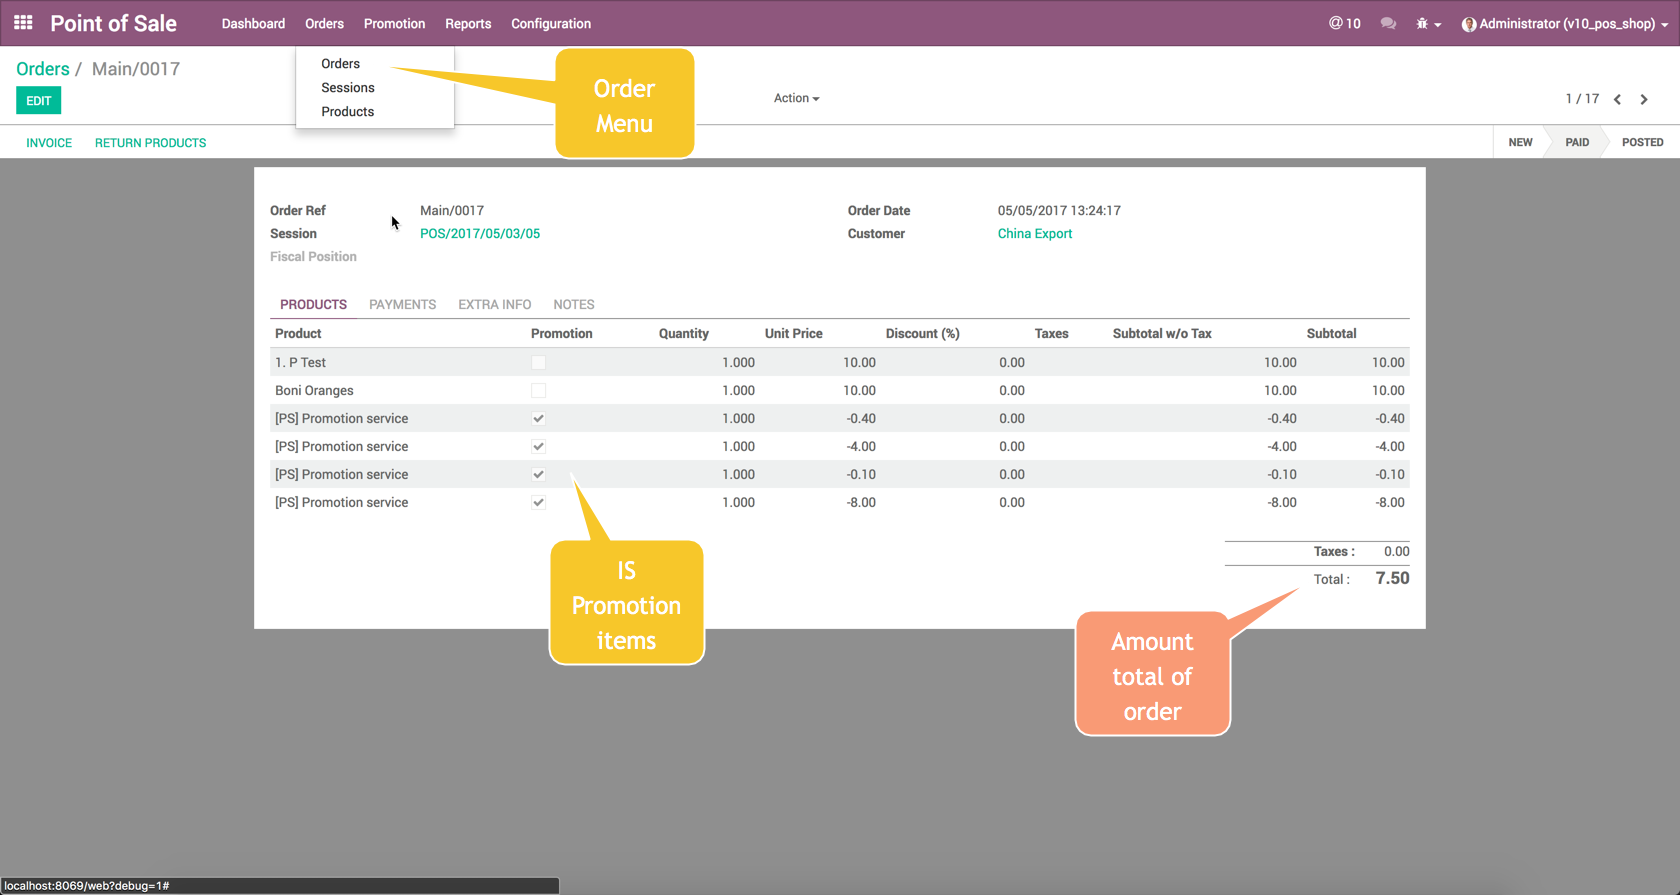 Point of Sale Dashboard Orders Promotion Reports Configuration @ 10 Administrator (v10_pos_shop)
Orders / Main/0017
EDIT
Orders
Sessions
Products
Order
Menu
Action
1 / 17
INVOICE RETURN PRODUCTS NEW PAID POSTED
Order Ref Main/0017 Order Date 05/05/2017 13:24:17
Session POS/2017/05/03/05 Customer China Export
Fiscal Position
PRODUCTS PAYMENTS EXTRA INFO NOTES
Product Promotion Quantity Unit Price Discount (%) Taxes Subtotal w/o Tax Subtotal
1. P Test 1.000 10.00 0.00 10.00 10.00
Boni Oranges 1.000 10.00 0.00 10.00 10.00
[PS] Promotion service 1.000 -0.40 0.00 -0.40 -0.40
[PS] Promotion service 1.000 -4.00 0.00 -4.00 -4.00
[PS] Promotion service 1.000 -0.10 0.00 -0.10 -0.10
[PS] Promotion service 1.000 -8.00 0.00 -8.00 -8.00
Taxes : 0.00
Total : 7.50
IS
Promotion
items
Amount
total of
order
localhost:8069/web?debug=1#